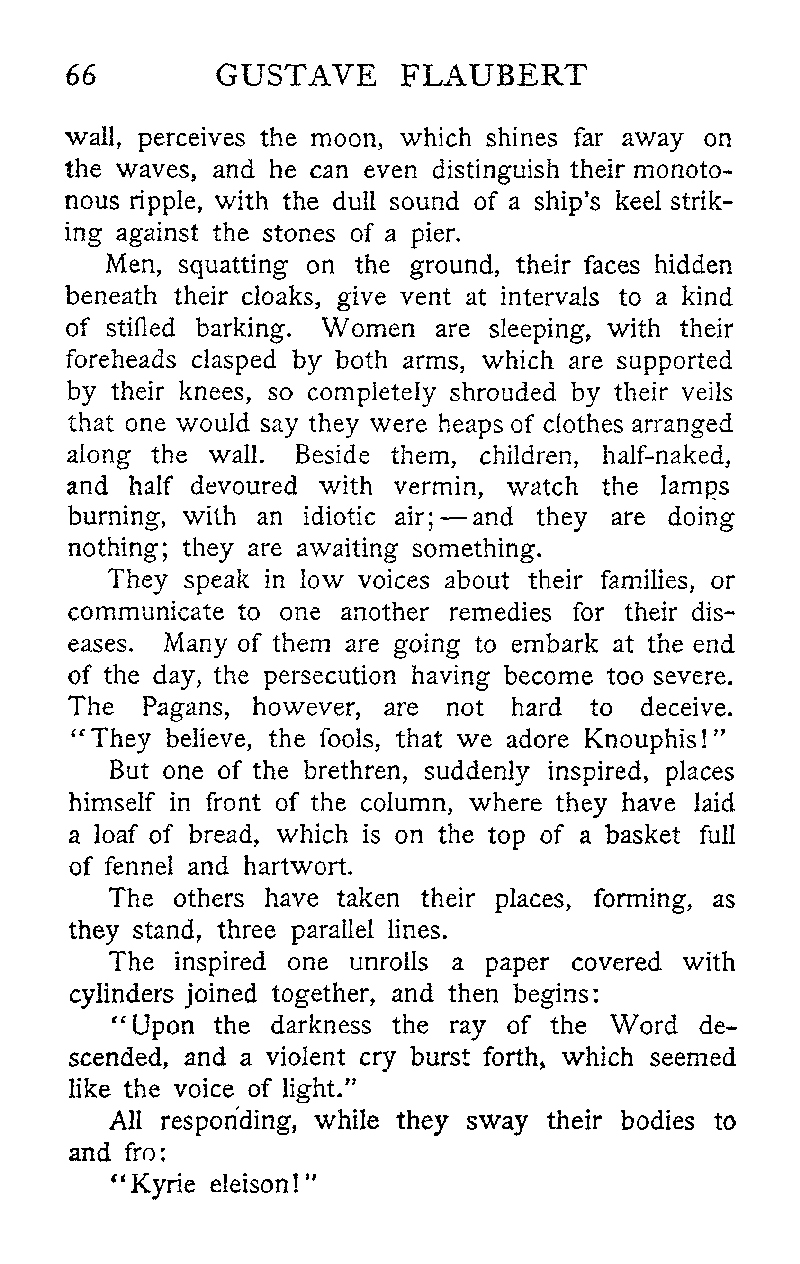 66 GUSTAVE FLAUBERT
wall, perceives the moon, which shines far away on
the waves, and he can even distinguish their monoto-
nous ripple, with the dull sound of a ship's keel strik-
ing against the stones of a pier.
Men, squatting on the ground, their faces hidden
beneath their cloaks, give vent at intervals to a kind
of stifled barking. Women are sleeping, with their
foreheads clasped by both arms, which are supported
by their knees, so completely shrouded by their veils
that one would say they were heaps of clothes arranged
along the wall. Beside them, children, half-naked,
and half devoured with vermin, watch the lamps
burning, with an idiotic air;—and they are doing
nothing; they are awaiting something.
They speak in low voices about their families, or
communicate to one another remedies for their dis-
eases. Many of them are going to embark at the end
of the day, the persecution having become too severe.
The Pagans, however, are not hard to deceive.
"They believe, the fools, that we adore Knouphis!"
But one of the brethren, suddenly inspired, places
himself in front of the column, where they have laid
a loaf of bread, which is on the top of a basket full
of fennel and hartwort.
The others have taken their places, forming, as
they stand, three parallel lines.
The inspired one unrolls a paper covered with
cylinders joined together, and then begins:
"Upon the darkness the ray of the Word de-
scended, and a violent cry burst forth, which seemed
like the voice of light."
All responding, while they sway their bodies to
and fro:
"Kyrie eleison!"